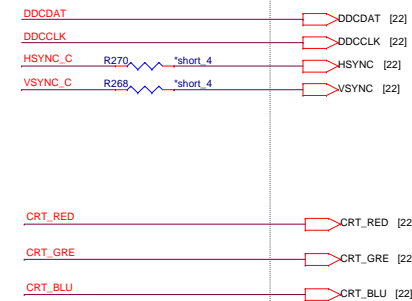 DDCDAT DDCDAT [22]
DDCCLK DDCCLK [22]
HSYNC_C R270 *short_4 HSYNC [22]
VSYNC_C R268 *short_4 VSYNC [22]
CRT_RED CRT_RED [22
CRT_GRE CRT_GRE [22
CRT_BLU CRT_BLU [22]